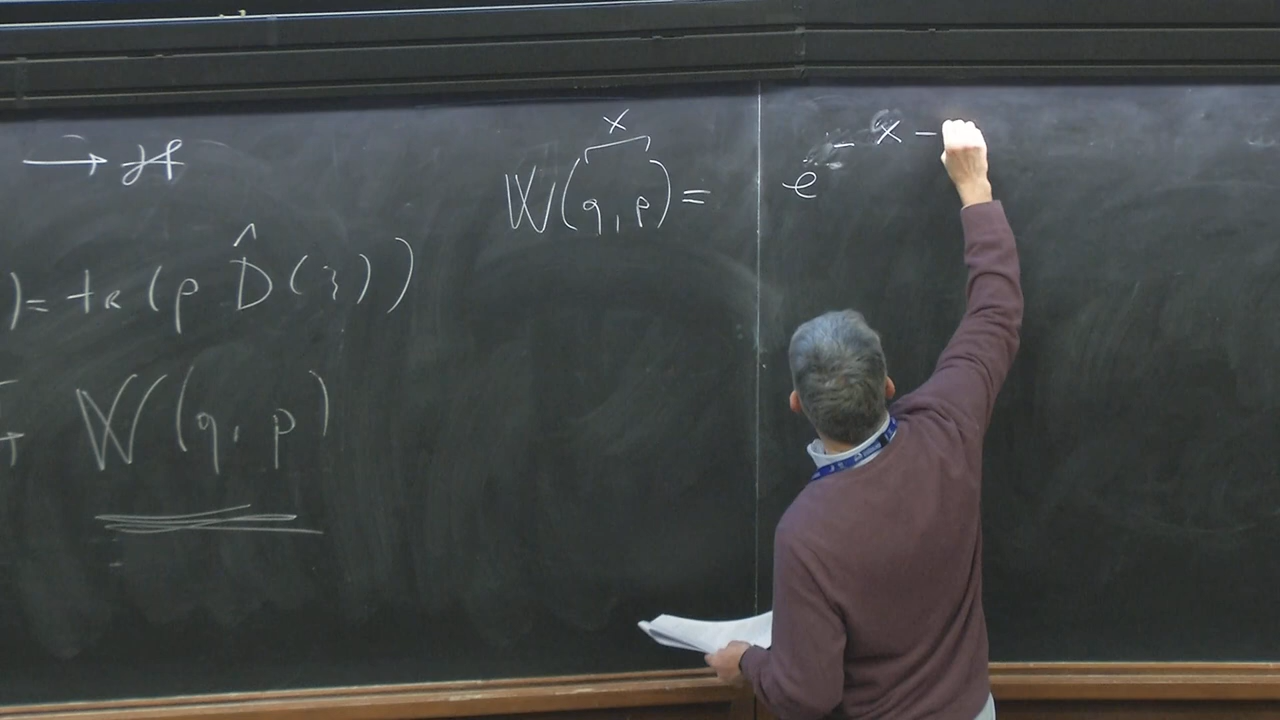 → ℋ
) = tr(ρ D̂(ξ))
W(q, p)
x
W(q, p) = e^{- x -